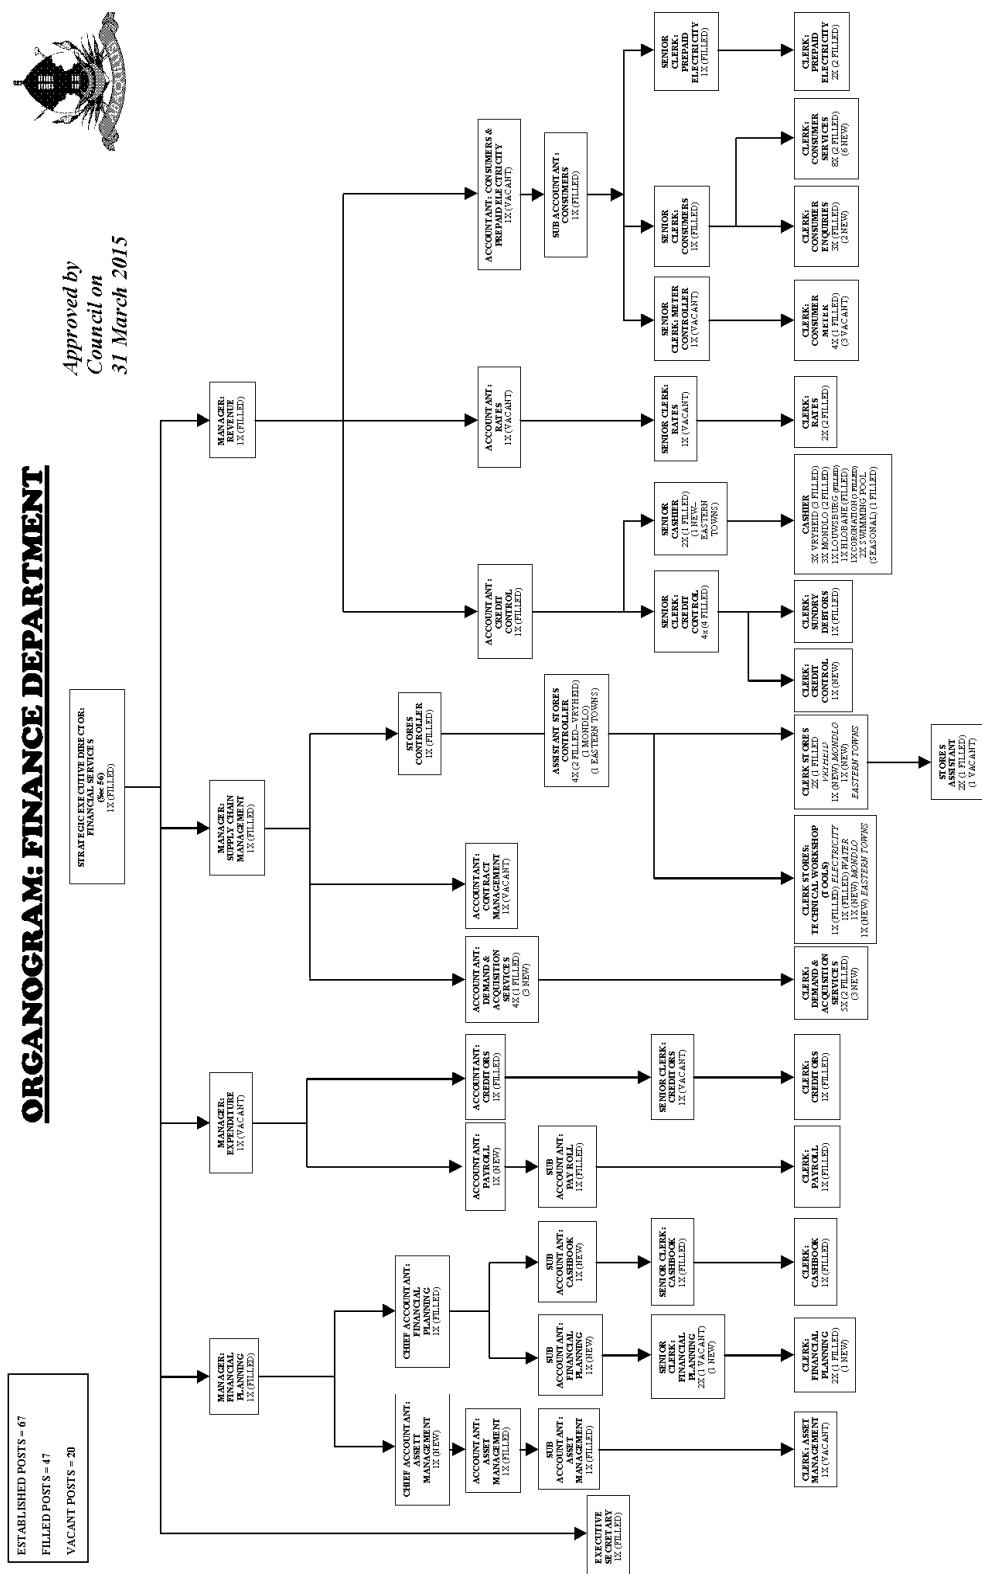 ORGANOGRAM: FINANCE DEPARTMENT
ESTABLISHED POSTS = 67
FILLED POSTS = 47
VACANT POSTS = 20
Approved by
Council on
31 March 2015
ABAQULUSI
STRATEGIC EXECUTIVE DIRECTOR:
FINANCIAL SERVICES
(Sec 56)
1X (FILLED)
MANAGER:
FINANCIAL
PLANNING
1X (FILLED)
MANAGER:
EXPENDITURE
1X (VACANT)
MANAGER:
SUPPLY CHAIN
MANAGEMENT
1X (FILLED)
MANAGER:
REVENUE
1X (FILLED)
CHIEF ACCOUNTANT:
ASSETT
MANAGEMENT
1X (NEW)
CHIEF ACCOUNTANT:
FINANCIAL
PLANNING
1X (FILLED)
STORES
CONTROLLER
1X (FILLED)
ACCOUNTANT:
ASSET
MANAGEMENT
1X (FILLED)
ACCOUNTANT:
PAYROLL
1X (NEW)
ACCOUNTANT:
CREDITORS
1X (FILLED)
ACCOUNTANT:
DEMAND &
ACQUISITION
SERVICES
4X (1 FILLED)
(3 NEW)
ACCOUNTANT:
CONTRACT
MANAGEMENT
1X (VACANT)
ACCOUNTANT:
CREDIT
CONTROL
1X (FILLED)
ACCOUNTANT:
RATES
1X (VACANT)
ACCOUNTANT: CONSUMERS &
PREPAID ELECTRICITY
1X (VACANT)
EXECUTIVE
SECRETARY
1X (FILLED)
SUB
ACCOUNTANT:
ASSET
MANAGEMENT
1X (FILLED)
SUB
ACCOUNTANT:
FINANCIAL
PLANNING
1X (NEW)
SUB
ACCOUNTANT:
CASHBOOK
1X (NEW)
SUB
ACCOUNTANT:
PAY ROLL
1X (FILLED)
ASSISTANT STORES
CONTROLLER
4X (2 FILLED–VRYHEID)
(1 MONDLO)
(1 EASTERN TOWNS)
SUB ACCOUNTANT:
CONSUMERS
1X (FILLED)
SENIOR
CLERK:
FINANCIAL
PLANNING
2X (1 VACANT)
(1 NEW)
SENIOR CLERK:
CASHBOOK
1X (FILLED)
SENIOR CLERK:
CREDITORS
1X (VACANT)
SENIOR
CLERK:
CREDIT
CONTROL
4x (4 FILLED)
SENIOR
CASHIER
2X (1 FILLED)
(1 NEW–
EASTERN
TOWNS)
SENIOR CLERK:
RATES
1X (VACANT)
SENIOR
CLERK: METER
CONTROLLER
1X (VACANT)
SENIOR
CLERK:
CONSUMERS
1X (FILLED)
SENIOR
CLERK:
PREPAID
ELECTRICITY
1X (FILLED)
CLERK: ASSET
MANAGEMENT
1X (VACANT)
CLERK:
FINANCIAL
PLANNING
2X (1 FILLED)
(1 NEW)
CLERK:
CASHBOOK
1X (FILLED)
CLERK:
PAYROLL
1X (FILLED)
CLERK:
CREDITORS
1X (FILLED)
CLERK:
DEMAND &
ACQUISITION
SERVICES
5X (2 FILLED)
(3 NEW)
CLERK STORES:
TECHNICAL WORKSHOP
(TOOLS)
1X (FILLED) ELECTRICITY
1X (FILLED) WATER
1X (NEW) MONDLO
1X (NEW) EASTERN TOWNS
CLERK STORES
2X (1 FILLED
VRYHEID
1X (NEW) MONDLO
1X (NEW)
EASTERN TOWNS
CLERK:
CREDIT
CONTROL
1X (NEW)
CLERK:
SUNDRY
DEBTORS
1X (FILLED)
CASHIER
3X VRYHEID (3 FILLED)
3X MONDLO (2 FILLED)
1X LOUWSBURG (FILLED)
1X HLOBANE (FILLED)
1X CORONATION (1 FILLED)
2X SWIMMING POOL
(SEASONAL) (1 FILLED)
CLERK:
RATES
2X (2 FILLED)
CLERK:
CONSUMER
METER
4X (1 FILLED)
(3 VACANT)
CLERK:
CONSUMER
ENQUIRIES
3X (FILLED)
(2 NEW)
CLERK:
CONSUMER
SERVICES
8X (2 FILLED)
(6 NEW)
CLERK:
PREPAID
ELECTRICITY
2X (2 FILLED)
STORES
ASSISTANT
2X (1 FILLED)
(1 VACANT)